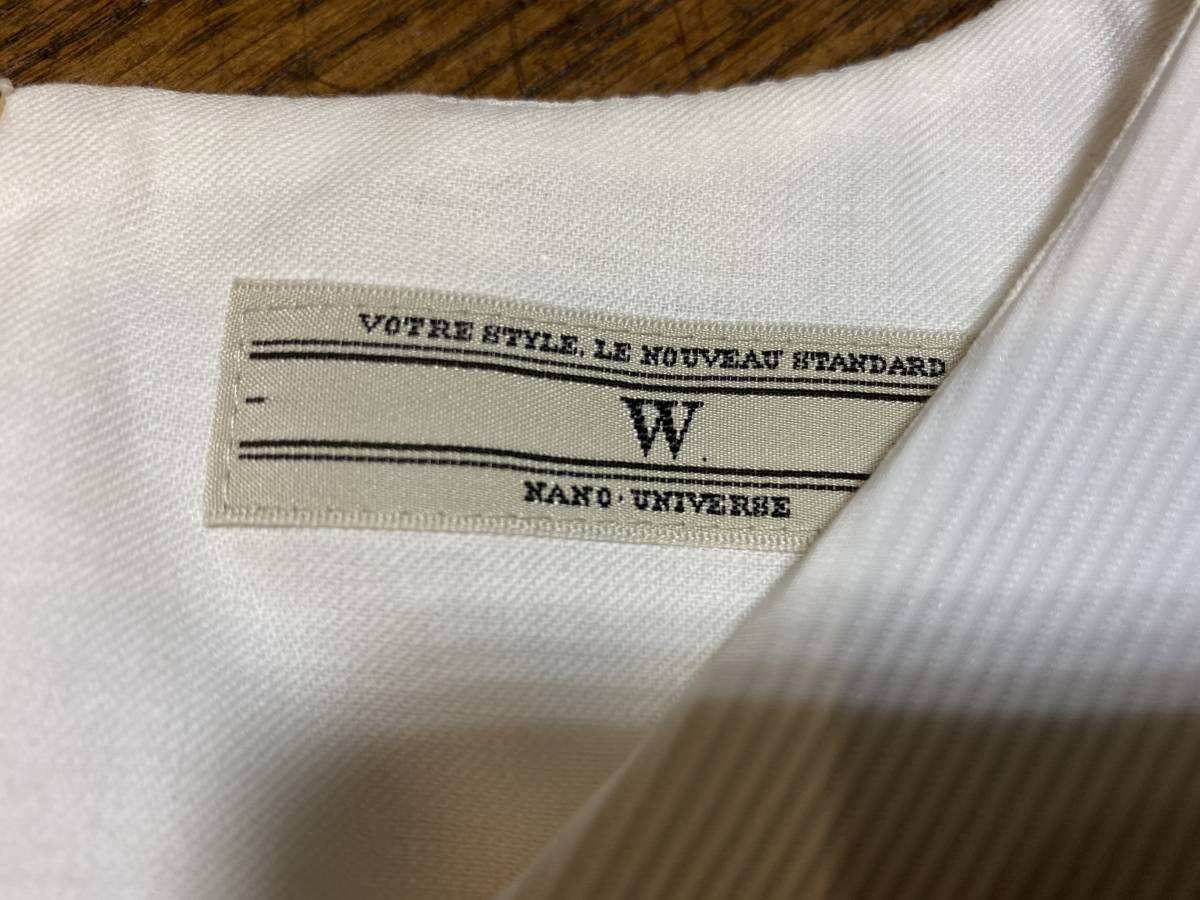 VOTRE STYLE, LE NOUVEAU STANDARD
W.
NANO·UNIVERSE